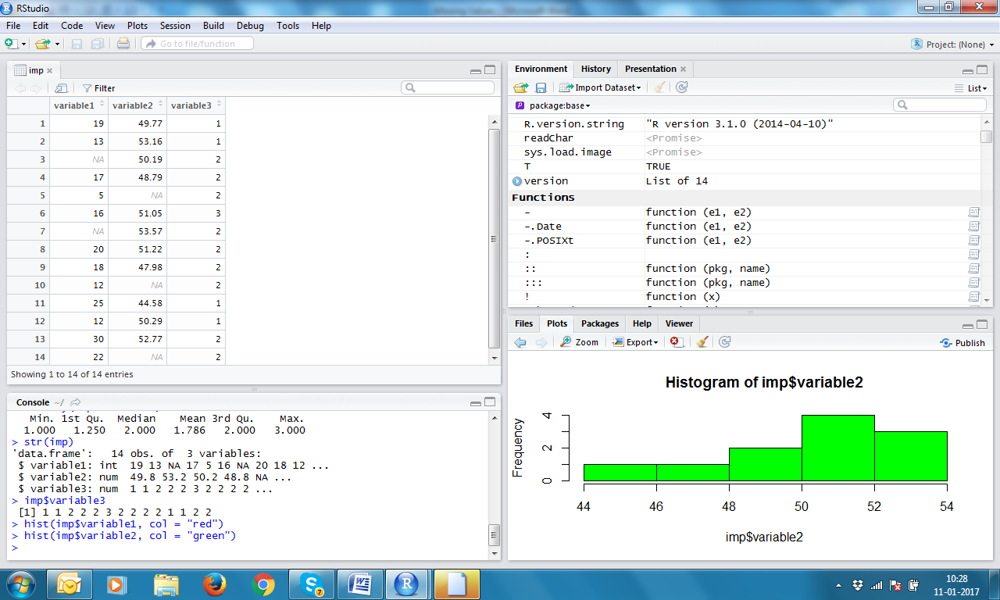 RStudio
File Edit Code View Plots Session Build Debug Tools Help
Go to file/function
Project: (None)
imp
Filter
variable1 variable2 variable3
1 19 49.77 1
2 13 53.16 1
3 NA 50.19 2
4 17 48.79 2
5 5 NA 2
6 16 51.05 3
7 NA 53.57 2
8 20 51.22 2
9 18 47.98 2
10 12 NA 2
11 25 44.58 1
12 12 50.29 1
13 30 52.77 2
14 22 NA 2
Showing 1 to 14 of 14 entries
Console ~/
Min. 1st Qu. Median Mean 3rd Qu. Max.
1.000 1.250 2.000 1.786 2.000 3.000
> str(imp)
'data.frame': 14 obs. of 3 variables:
$ variable1: int 19 13 NA 17 5 16 NA 20 18 12 ...
$ variable2: num 49.8 53.2 50.2 48.8 NA ...
$ variable3: num 1 1 2 2 2 3 2 2 2 2 ...
> imp$variable3
[1] 1 1 2 2 2 3 2 2 2 2 1 1 2 2
> hist(imp$variable1, col = "red")
> hist(imp$variable2, col = "green")
>
Environment History Presentation
Import Dataset List
package:base
R.version.string "R version 3.1.0 (2014-04-10)"
readChar <Promise>
sys.load.image <Promise>
T TRUE
version List of 14
Functions
- function (e1, e2)
-.Date function (e1, e2)
-.POSIXt function (e1, e2)
:
:: function (pkg, name)
::: function (pkg, name)
! function (x)
Files Plots Packages Help Viewer
Zoom Export Publish
Histogram of imp$variable2
Frequency
4
2
0
44 46 48 50 52 54
imp$variable2
7
10:28
11-01-2017